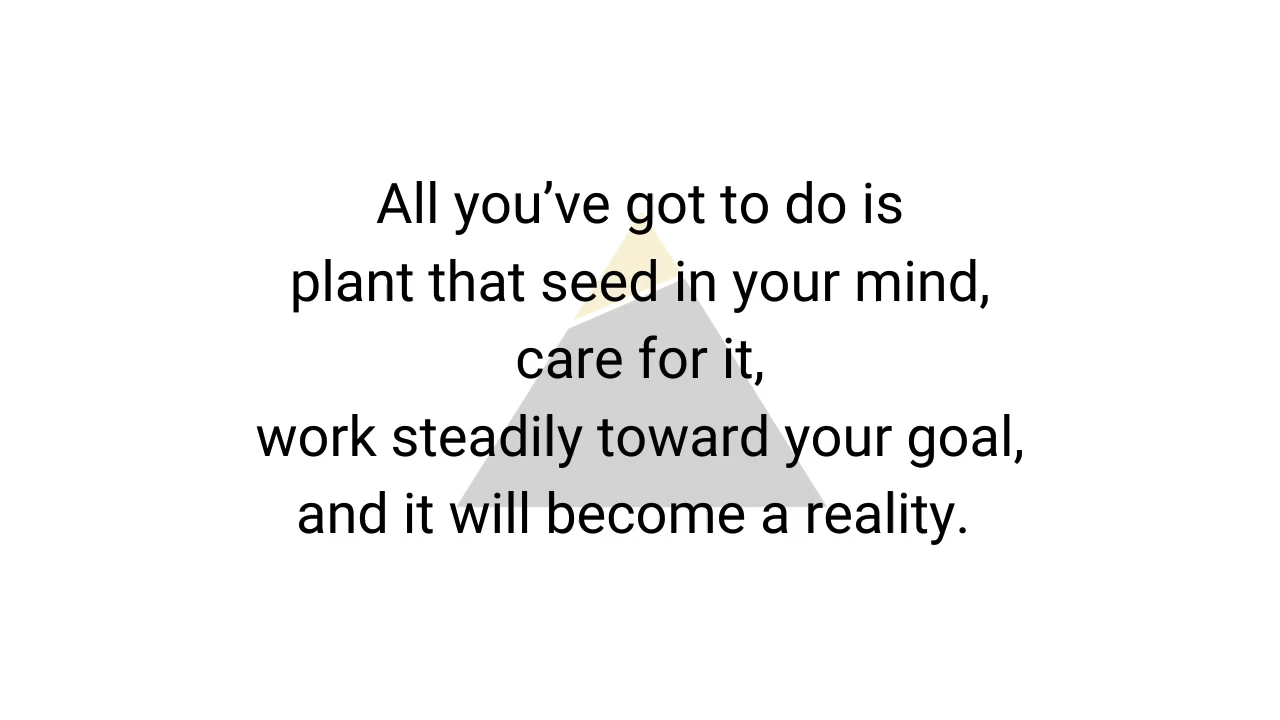 All you’ve got to do is
plant that seed in your mind,
care for it,
work steadily toward your goal,
and it will become a reality.